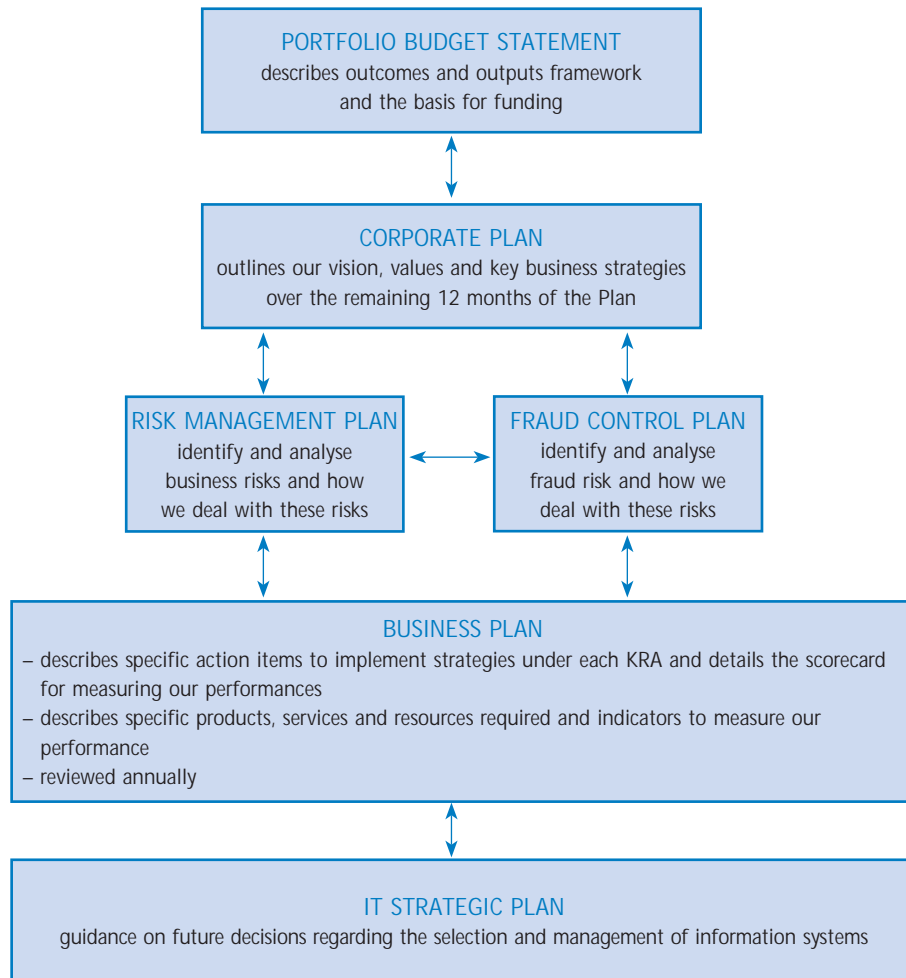 PORTFOLIO BUDGET STATEMENT
describes outcomes and outputs framework
and the basis for funding
CORPORATE PLAN
outlines our vision, values and key business strategies
over the remaining 12 months of the Plan
RISK MANAGEMENT PLAN
identify and analyse
business risks and how
we deal with these risks
FRAUD CONTROL PLAN
identify and analyse
fraud risk and how we
deal with these risks
BUSINESS PLAN
– describes specific action items to implement strategies under each KRA and details the scorecard
for measuring our performances
– describes specific products, services and resources required and indicators to measure our
performance
– reviewed annually
IT STRATEGIC PLAN
guidance on future decisions regarding the selection and management of information systems